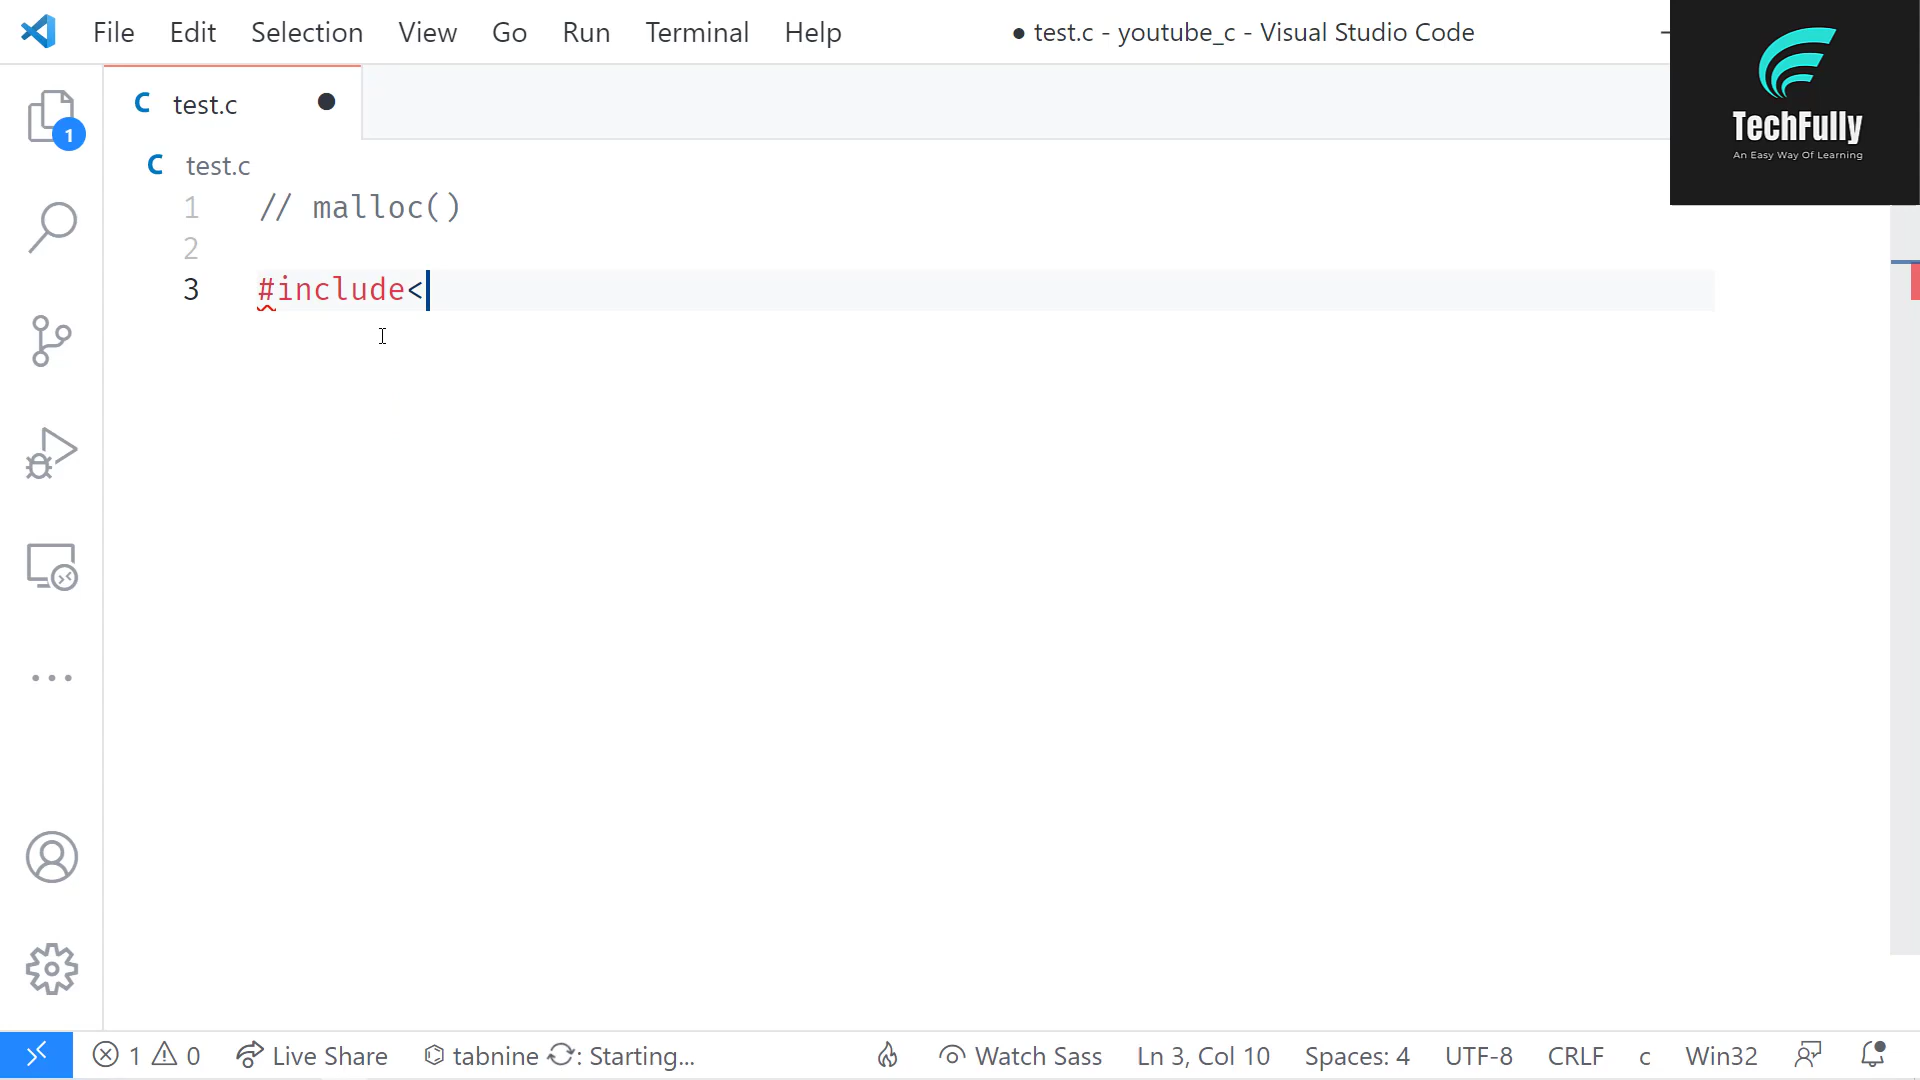 File Edit Selection View Go Run Terminal Help ● test.c - youtube_c - Visual Studio Code
TechFully
An Easy Way Of Learning
C test.c
1
C test.c
1 // malloc()
2
3 #include<
1 0 Live Share tabnine : Starting... Watch Sass Ln 3, Col 10 Spaces: 4 UTF-8 CRLF c Win32